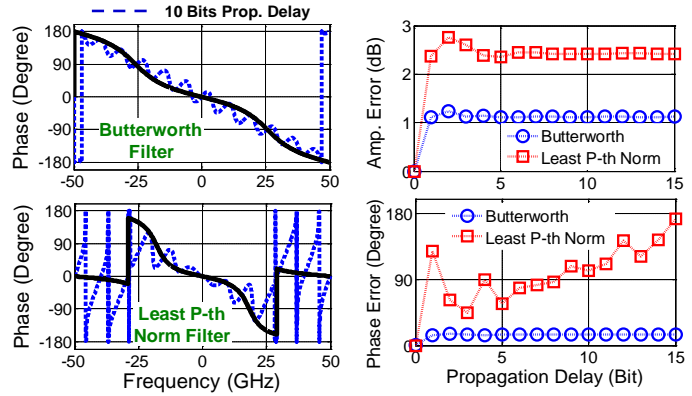 10 Bits Prop. Delay
Phase (Degree)
180
90
0
-90
-180
Butterworth
Filter
-50
-25
0
25
50
Amp. Error (dB)
3
2
1
0
Butterworth
Least P-th Norm
0
5
10
15
Phase (Degree)
180
90
0
-90
-180
Least P-th
Norm Filter
-50
-25
0
25
50
Frequency (GHz)
Phase Error (Degree)
180
90
0
Butterworth
Least P-th Norm
0
5
10
15
Propagation Delay (Bit)